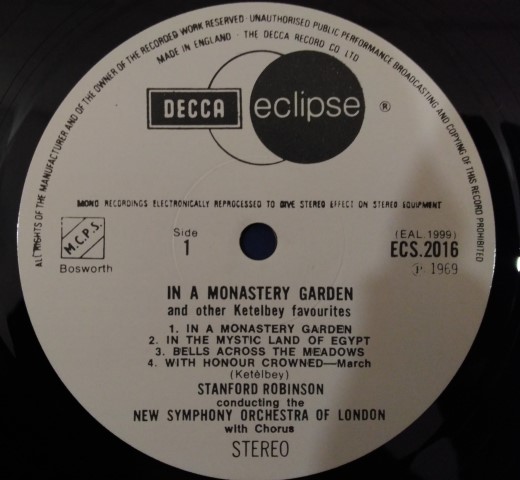 ALL RIGHTS OF THE MANUFACTURER AND OF THE OWNER OF THE RECORDED WORK RESERVED · UNAUTHORISED PUBLIC PERFORMANCE BROADCASTING AND COPYING OF THIS RECORD PROHIBITED
MADE IN ENGLAND · THE DECCA RECORD CO LTD
DECCA eclipse ®
MONO RECORDINGS ELECTRONICALLY REPROCESSED TO GIVE STEREO EFFECT ON STEREO EQUIPMENT
M.C.P.S.
Bosworth
Side
1
(EAL.1999)
ECS.2016
℗ 1969
IN A MONASTERY GARDEN
and other Ketelbey favourites
1. IN A MONASTERY GARDEN
2. IN THE MYSTIC LAND OF EGYPT
3. BELLS ACROSS THE MEADOWS
4. WITH HONOUR CROWNED—March
(Ketèlbey)
STANFORD ROBINSON
conducting the
NEW SYMPHONY ORCHESTRA OF LONDON
with Chorus
STEREO